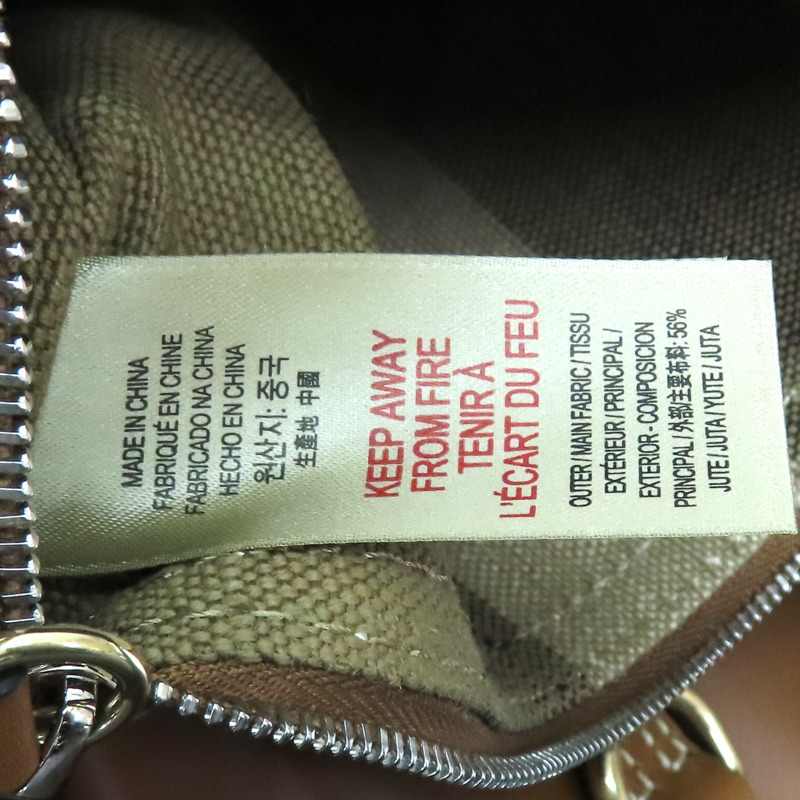 MADE IN CHINA
FABRIQUÉ EN CHINE
FABRICADO NA CHINA
HECHO EN CHINA
원산지: 중국
生產地 中國
KEEP AWAY
FROM FIRE
TENIR À
L'ÉCART DU FEU
OUTER / MAIN FABRIC / TISSU
EXTÉRIEUR / PRINCIPAL /
EXTERIOR - COMPOSICION
PRINCIPAL / 外部主要布料: 56%
JUTE / JUTA / YUTE / JUTA